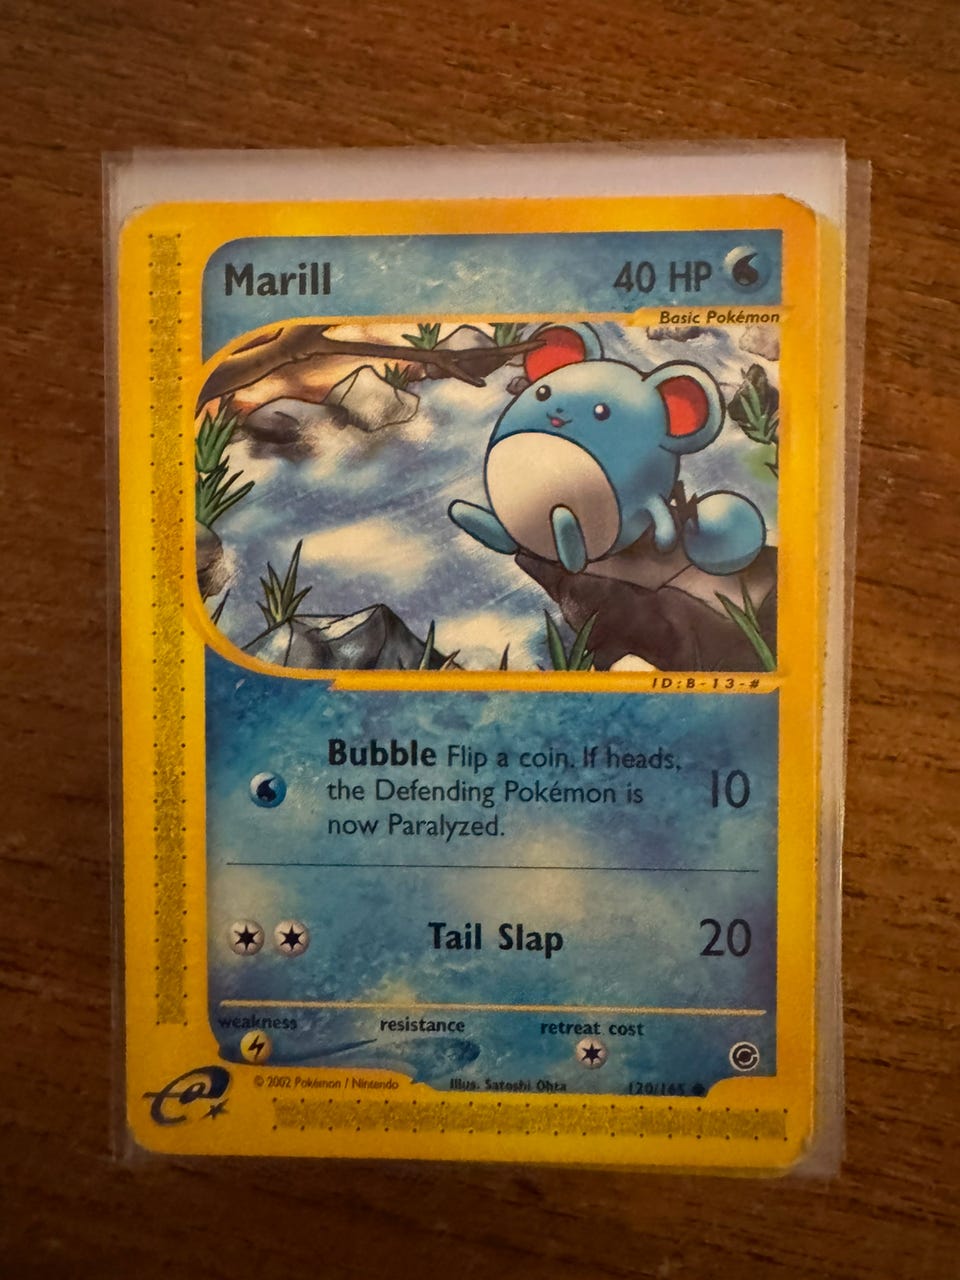 Marill 40 HP
Basic Pokémon
ID:B-13-#
Bubble Flip a coin. If heads, 10
the Defending Pokémon is
now Paralyzed.
Tail Slap 20
weakness resistance retreat cost
© 2002 Pokémon / Nintendo Illus. Satoshi Ohta 120/165
e